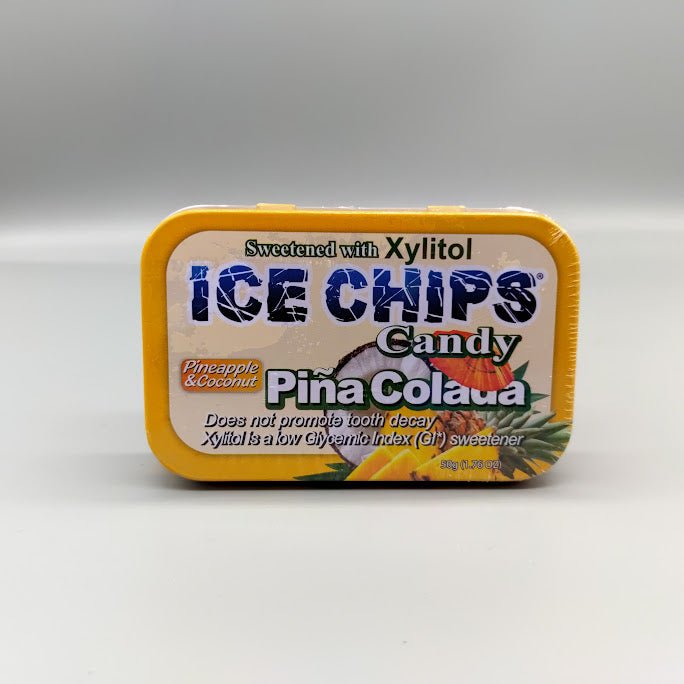 Sweetened with Xylitol
ICE CHIPS®
Candy
Pineapple
&Coconut
Piña Colada
Does not promote tooth decay
Xylitol is a low Glycemic Index (GI*) sweetener
50g (1.76 OZ)